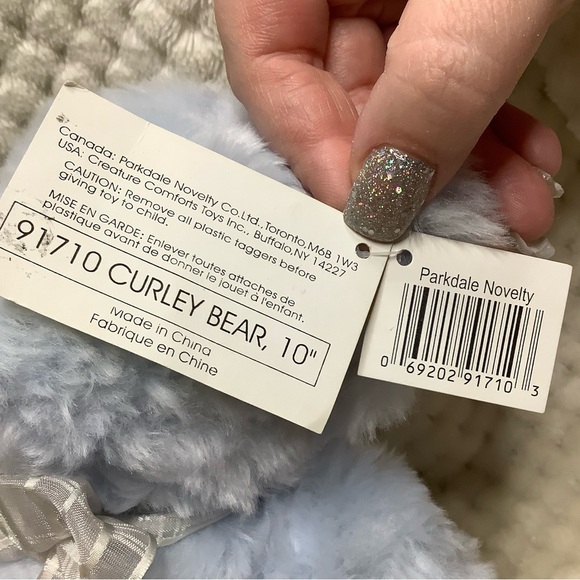 Canada: Parkdale Novelty Co.Ltd., Toronto, M6B 1W3
USA: Creature Comforts Toys Inc., Buffalo, NY 14227
CAUTION: Remove all plastic taggers before
giving toy to child.
MISE EN GARDE: Enlever toutes attaches de
plastique avant de donner le jouet à l'enfant.
91710 CURLEY BEAR, 10"
Made in China
Fabrique en Chine
Parkdale Novelty
0 69202 91710 3